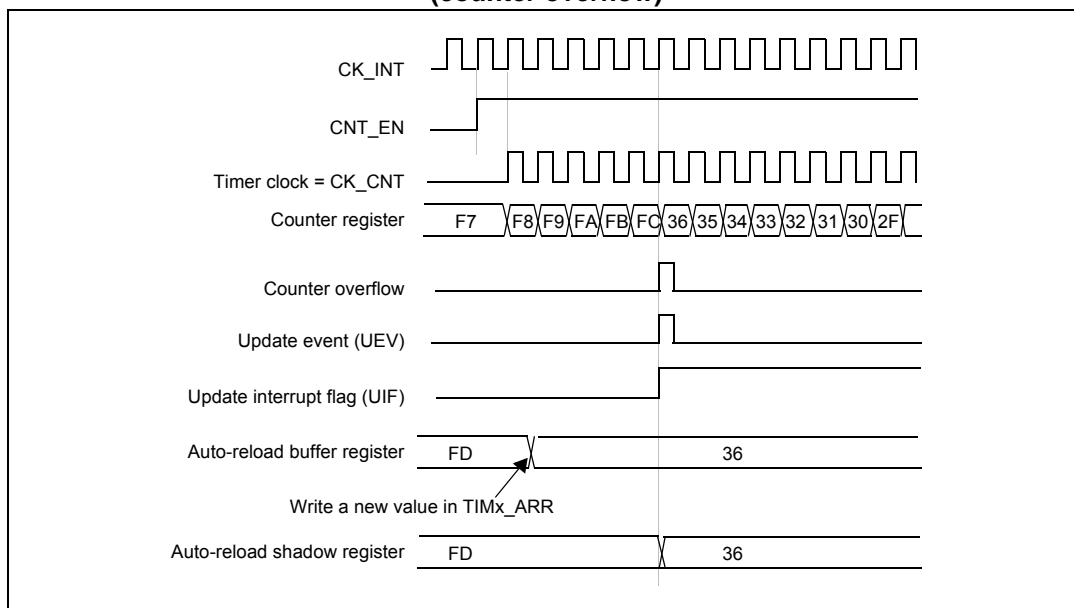 (counter overflow)
CK_INT
CNT_EN
Timer clock = CK_CNT
Counter register F7 F8 F9 FA FB FC 36 35 34 33 32 31 30 2F
Counter overflow
Update event (UEV)
Update interrupt flag (UIF)
Auto-reload buffer register FD 36
Write a new value in TIMx_ARR
Auto-reload shadow register FD 36